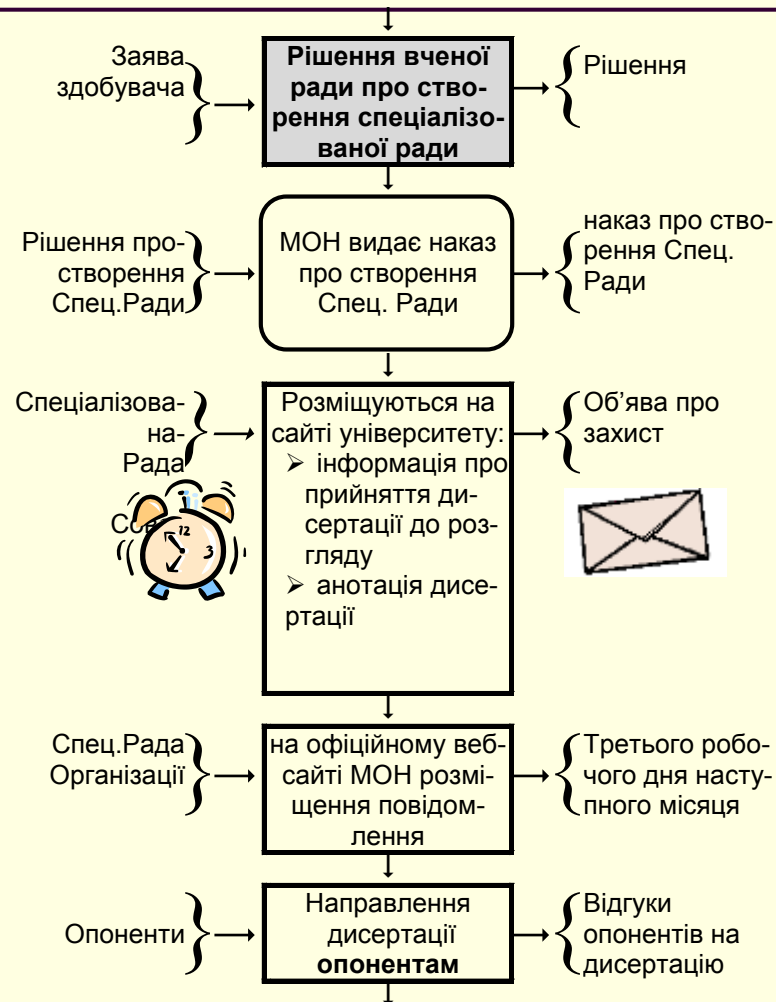 Заява
здобувача
Рішення вченої
ради про ство-
рення спеціалізо-
ваної ради
Рішення
Рішення про-
створення
Спец.Ради
МОН видає наказ
про створення
Спец. Ради
наказ про ство-
рення Спец.
Ради
Спеціалізова-
на-
Рада
Розміщуються на
сайті університету:
➢ інформація про
прийняття ди-
сертації до роз-
гляду
➢ анотація дисе-
ртації
Об’ява про
захист
12
3
Спец.Рада
Організації
на офіційному веб-
сайті МОН розмі-
щення повідом-
лення
Третього робо-
чого дня насту-
пного місяця
Опоненти
Направлення
дисертації
опонентам
Відгуки
опонентів на
дисертацію